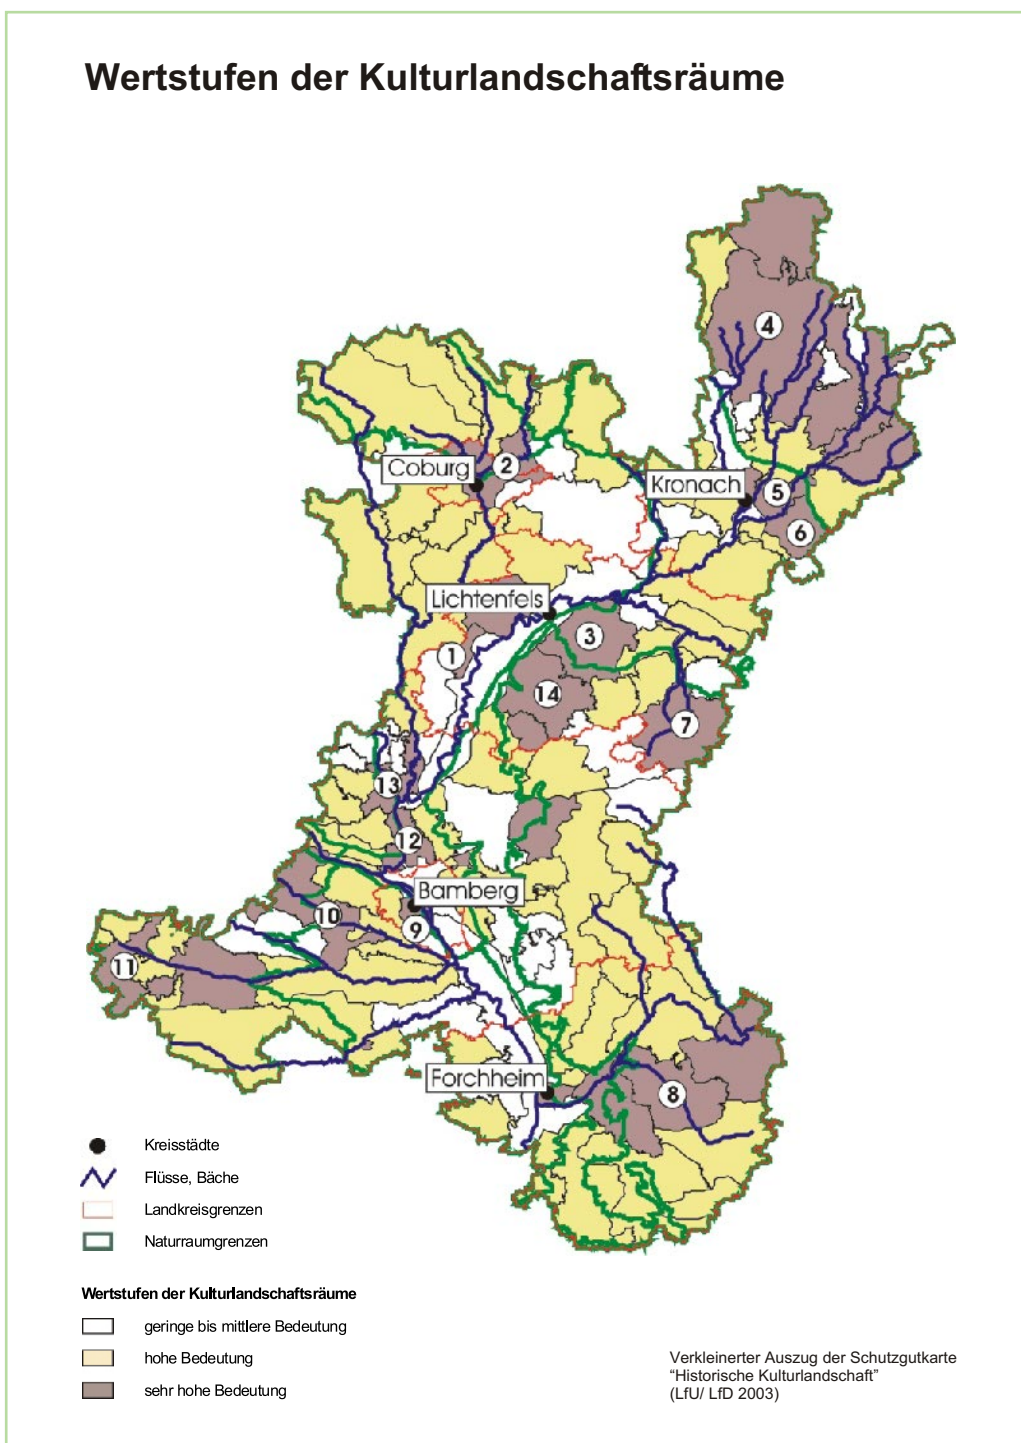 Wertstufen der Kulturlandschaftsräume
4
Coburg
2
Kronach
5
6
Lichtenfels
3
1
14
7
13
12
Bamberg
10
9
11
Forchheim
8
Kreisstädte
Flüsse, Bäche
Landkreisgrenzen
Naturraumgrenzen
Wertstufen der Kulturlandschaftsräume
geringe bis mittlere Bedeutung
hohe Bedeutung
sehr hohe Bedeutung
Verkleinerter Auszug der Schutzgutkarte
“Historische Kulturlandschaft”
(LfU/ LfD 2003)